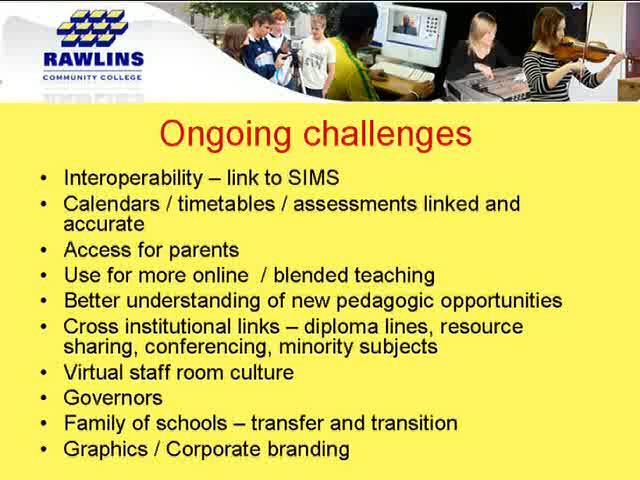 RAWLINS
COMMUNITY COLLEGE
Ongoing challenges
• Interoperability – link to SIMS
• Calendars / timetables / assessments linked and
accurate
• Access for parents
• Use for more online / blended teaching
• Better understanding of new pedagogic opportunities
• Cross institutional links – diploma lines, resource
sharing, conferencing, minority subjects
• Virtual staff room culture
• Governors
• Family of schools – transfer and transition
• Graphics / Corporate branding